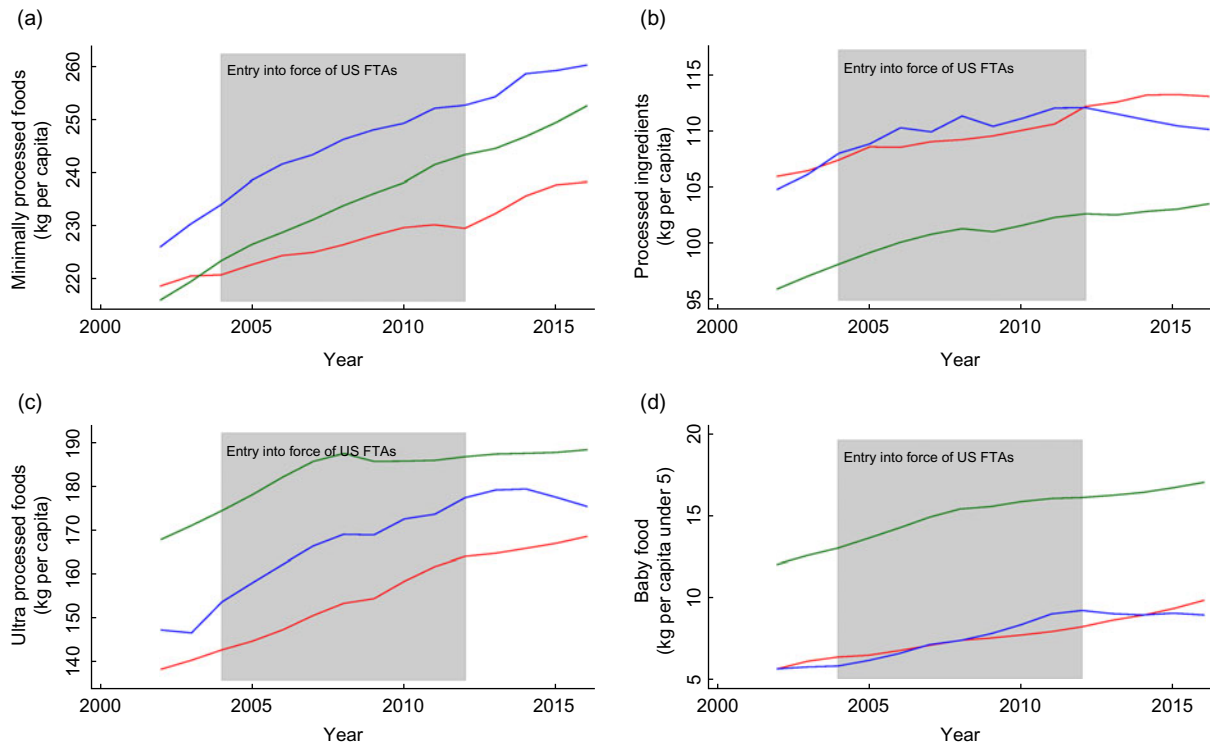 (a)
Minimally processed foods
(kg per capita)
260
250
240
230
220
Entry into force of US FTAs
2000
2005
2010
2015
Year
(b)
Processed ingredients
(kg per capita)
115
110
105
100
95
Entry into force of US FTAs
2000
2005
2010
2015
Year
(c)
Ultra processed foods
(kg per capita)
190
180
170
160
150
140
Entry into force of US FTAs
2000
2005
2010
2015
Year
(d)
Baby food
(kg per capita under 5)
20
15
10
5
Entry into force of US FTAs
2000
2005
2010
2015
Year